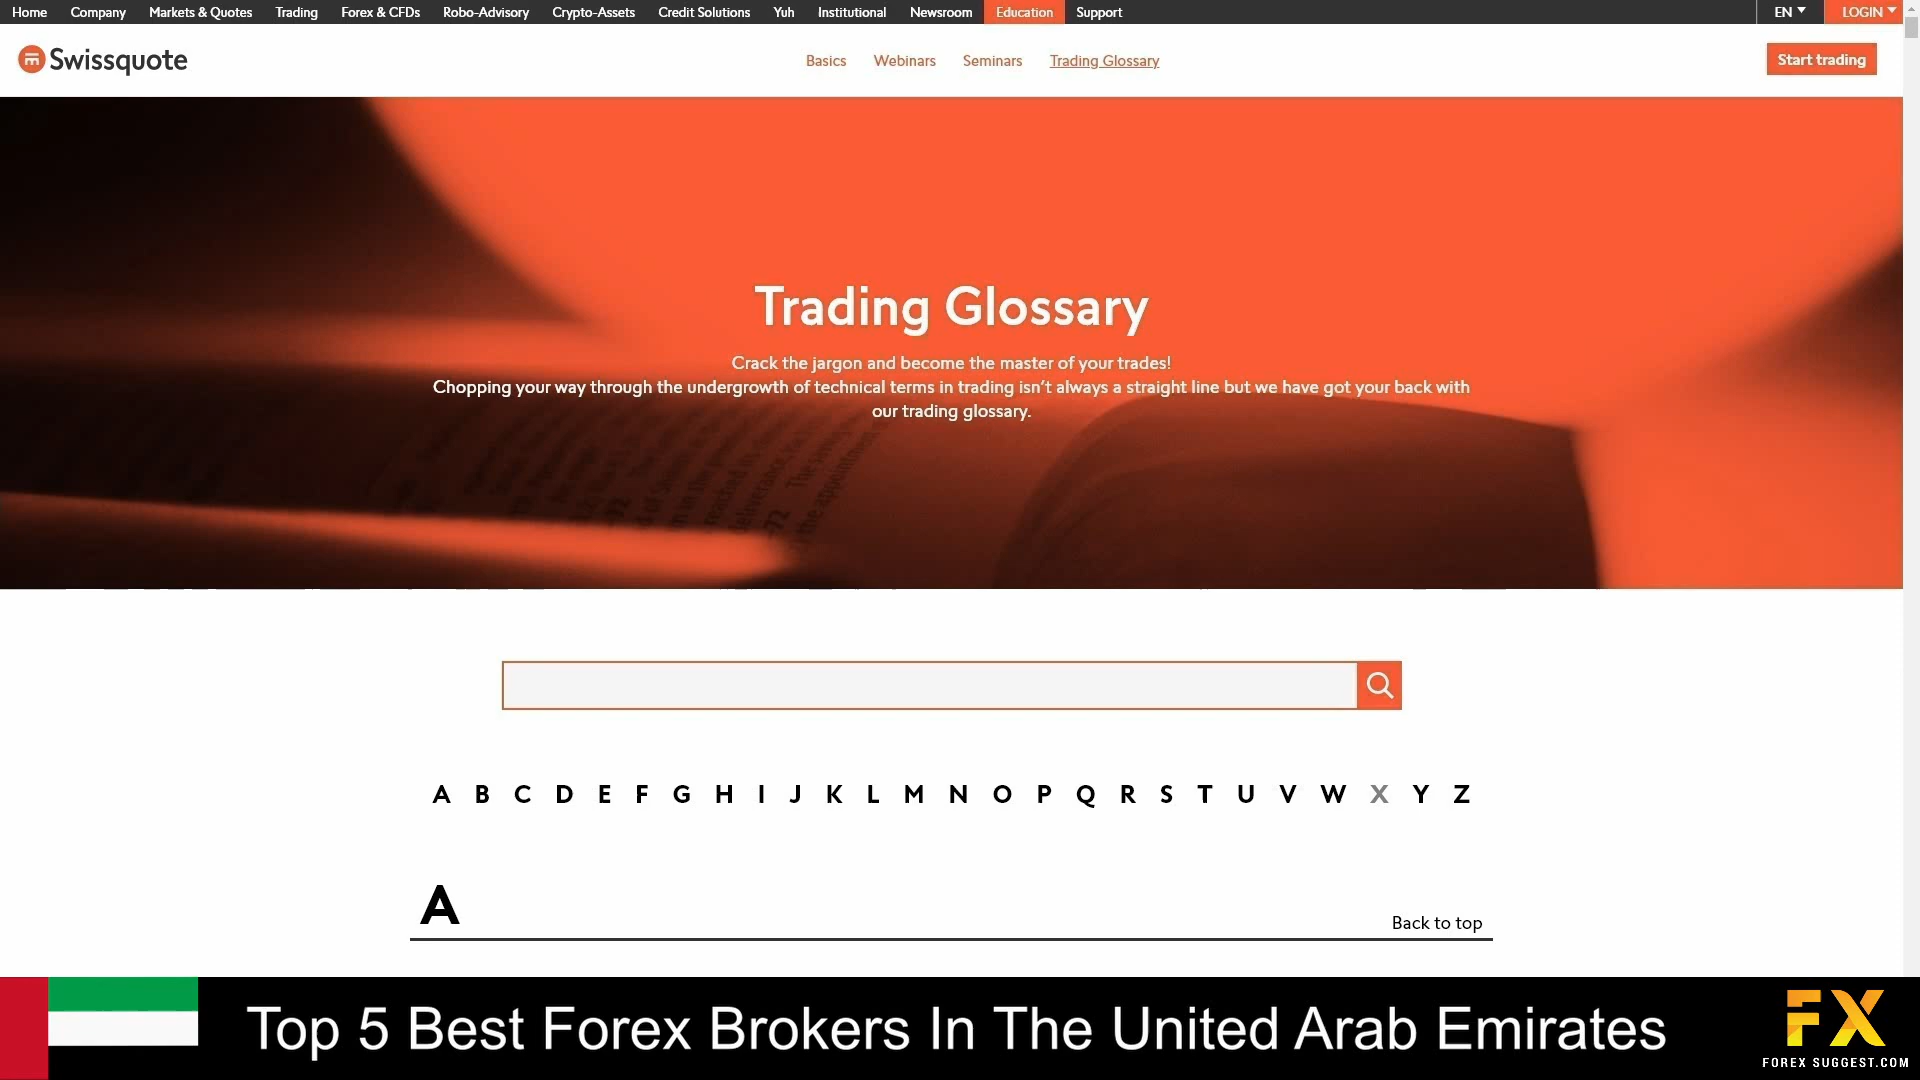 Home Company Markets & Quotes Trading Forex & CFDs Robo-Advisory Crypto-Assets Credit Solutions Yuh Institutional Newsroom Education Support EN LOGIN
Swissquote Basics Webinars Seminars Trading Glossary Start trading
Trading Glossary
Crack the jargon and become the master of your trades!
Chopping your way through the undergrowth of technical terms in trading isn't always a straight line but we have got your back with
our trading glossary.
A B C D E F G H I J K L M N O P Q R S T U V W X Y Z
A
Back to top
Top 5 Best Forex Brokers In The United Arab Emirates
FX
FOREX SUGGEST.COM